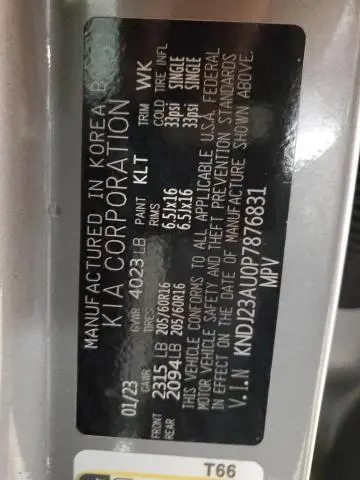 MANUFACTURED IN KOREA B
KIA CORPORATION
01/23 GVWR 4023 LB PAINT KLT TRIM WK
GAWR TIRES RIMS COLD TIRE INFL
FRONT 2315 LB 205/60R16 6.5Jx16 33psi SINGLE
REAR 2094LB 205/60R16 6.5Jx16 33psi SINGLE
THIS VEHICLE CONFORMS TO ALL APPLICABLE U.S.A. FEDERAL
MOTOR VEHICLE SAFETY AND THEFT PREVENTION STANDARDS
IN EFFECT ON THE DATE OF MANUFACTURE SHOWN ABOVE.
V.I.N KNDJ23AU0P7876831
MPV
T66